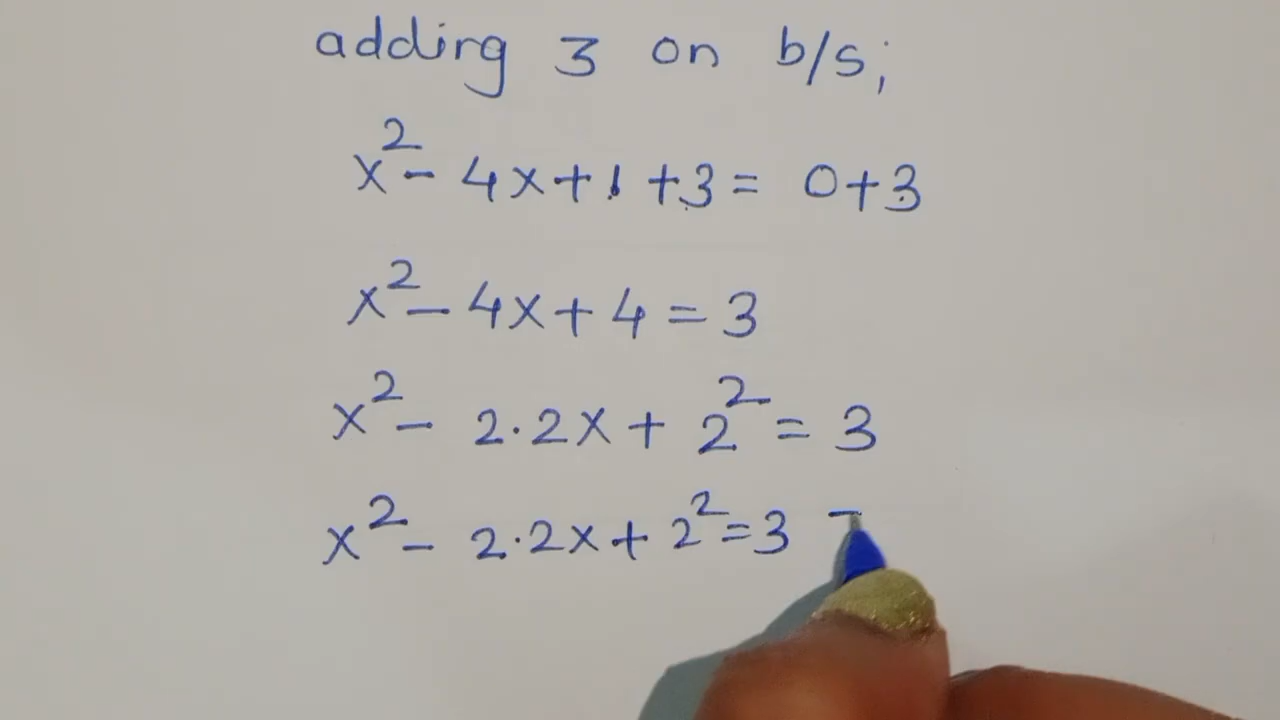 adding 3 on b/s;
x² - 4x + 1 + 3 = 0 + 3
x² - 4x + 4 = 3
x² - 2·2x + 2² = 3
x² - 2·2x + 2² = 3